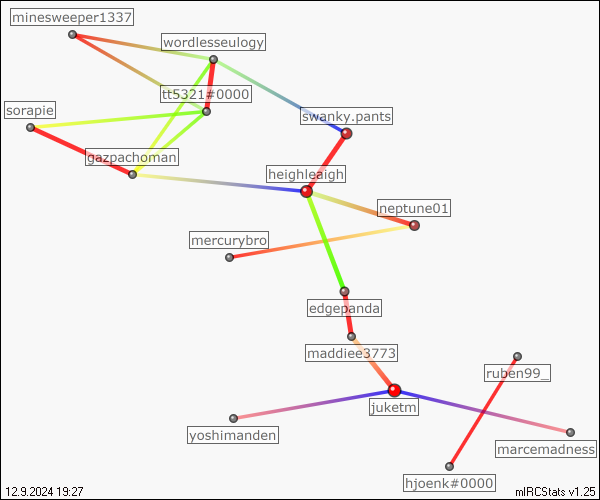 minesweeper1337
wordlesseulogy
tt5321#0000
sorapie
swanky.pants
gazpachoman
heighleaigh
neptune01
mercurybro
edgepanda
maddiee3773
ruben99_
juketm
yoshimanden
marcemadness
hjoenk#0000
12.9.2024 19:27
mIRCStats v1.25